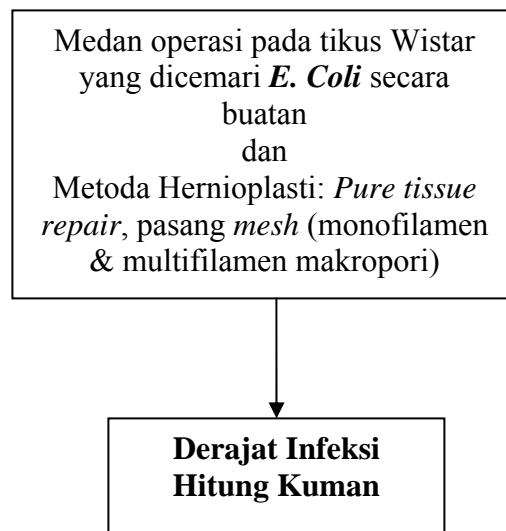 Medan operasi pada tikus Wistar
yang dicemari E. Coli secara
buatan
dan
Metoda Hernioplasti: Pure tissue
repair, pasang mesh (monofilamen
& multifilamen makropori)
Derajat Infeksi
Hitung Kuman